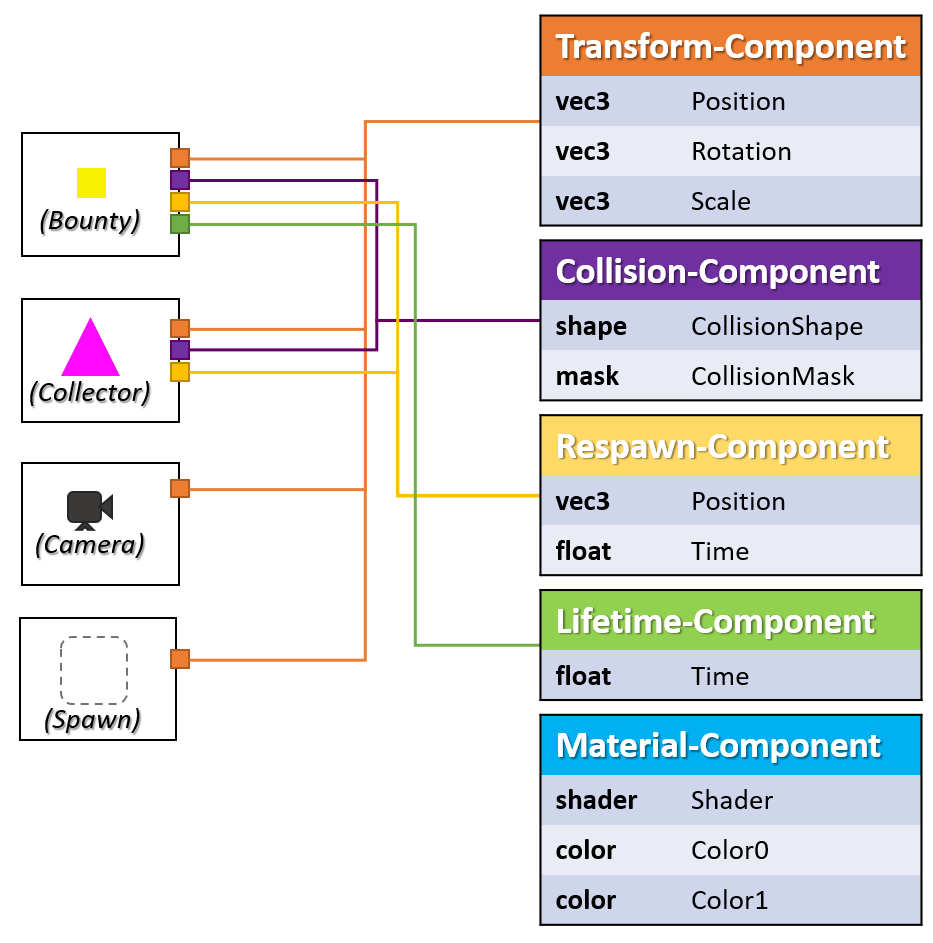 (Bounty)
(Collector)
(Camera)
(Spawn)
Transform-Component
vec3 Position
vec3 Rotation
vec3 Scale
Collision-Component
shape CollisionShape
mask CollisionMask
Respawn-Component
vec3 Position
float Time
Lifetime-Component
float Time
Material-Component
shader Shader
color Color0
color Color1